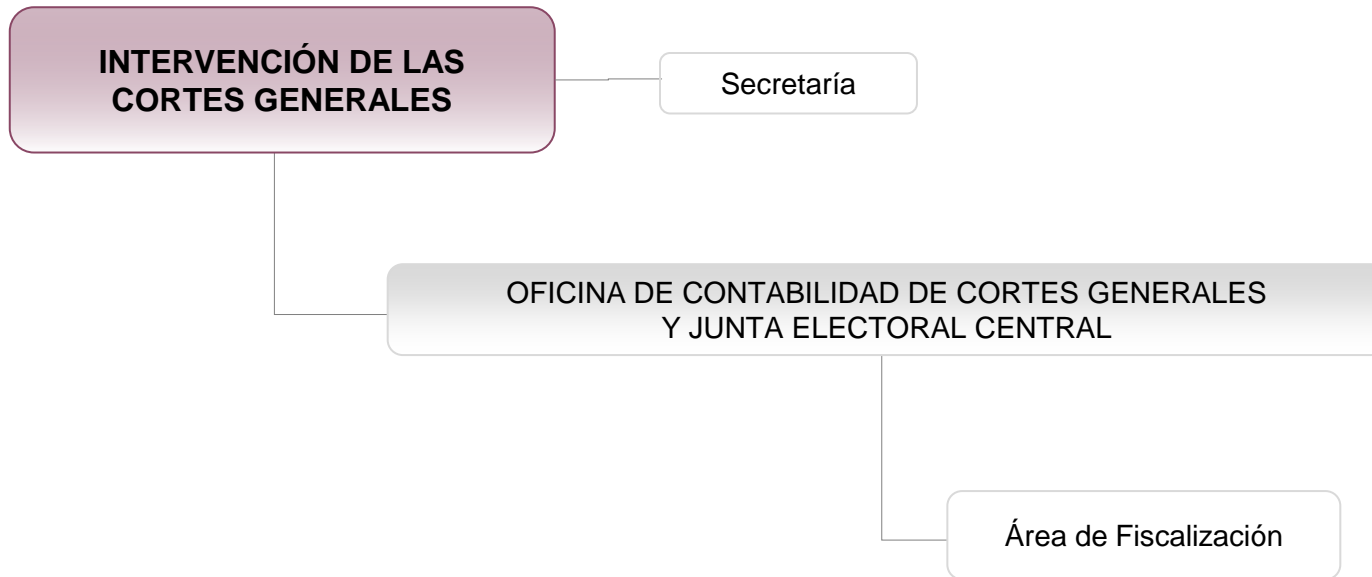 INTERVENCIÓN DE LAS
CORTES GENERALES
Secretaría
OFICINA DE CONTABILIDAD DE CORTES GENERALES
Y JUNTA ELECTORAL CENTRAL
Área de Fiscalización